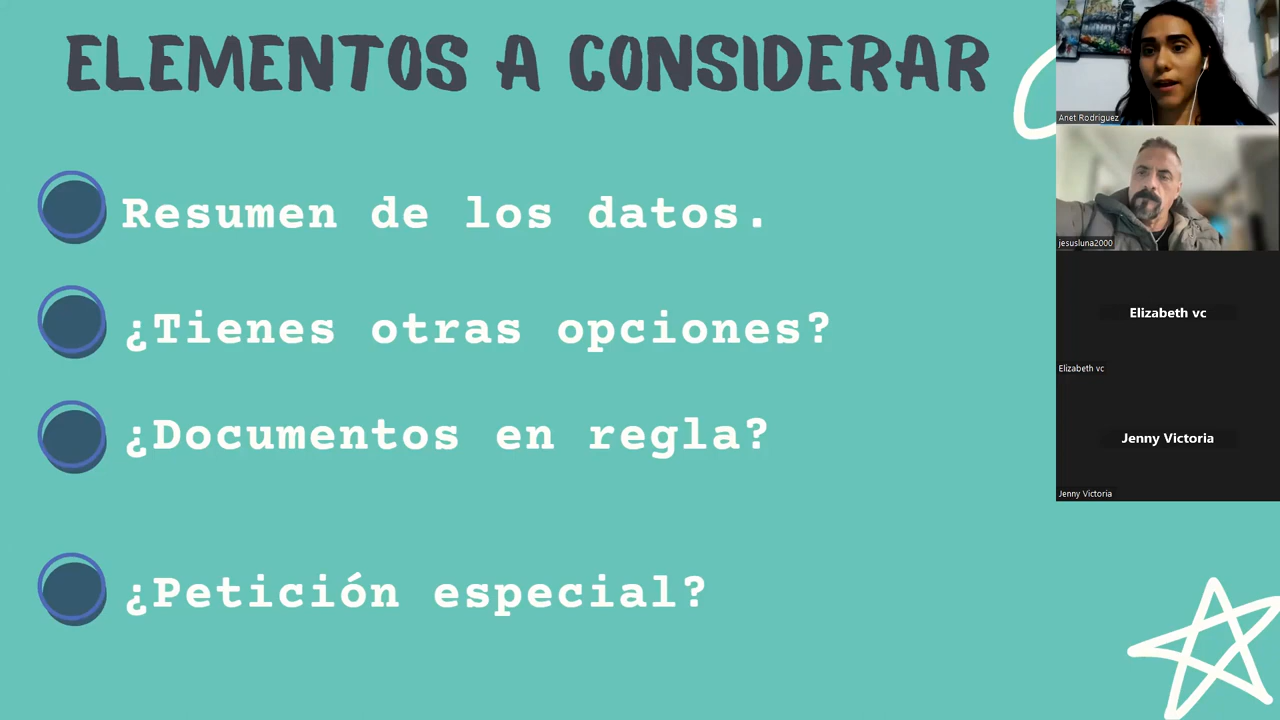 ELEMENTOS A CONSIDERAR
Resumen de los datos.
¿Tienes otras opciones?
¿Documentos en regla?
¿Petición especial?
Anet Rodriguez
jesusluna2000
Elizabeth vc
Elizabeth vc
Jenny Victoria
Jenny Victoria